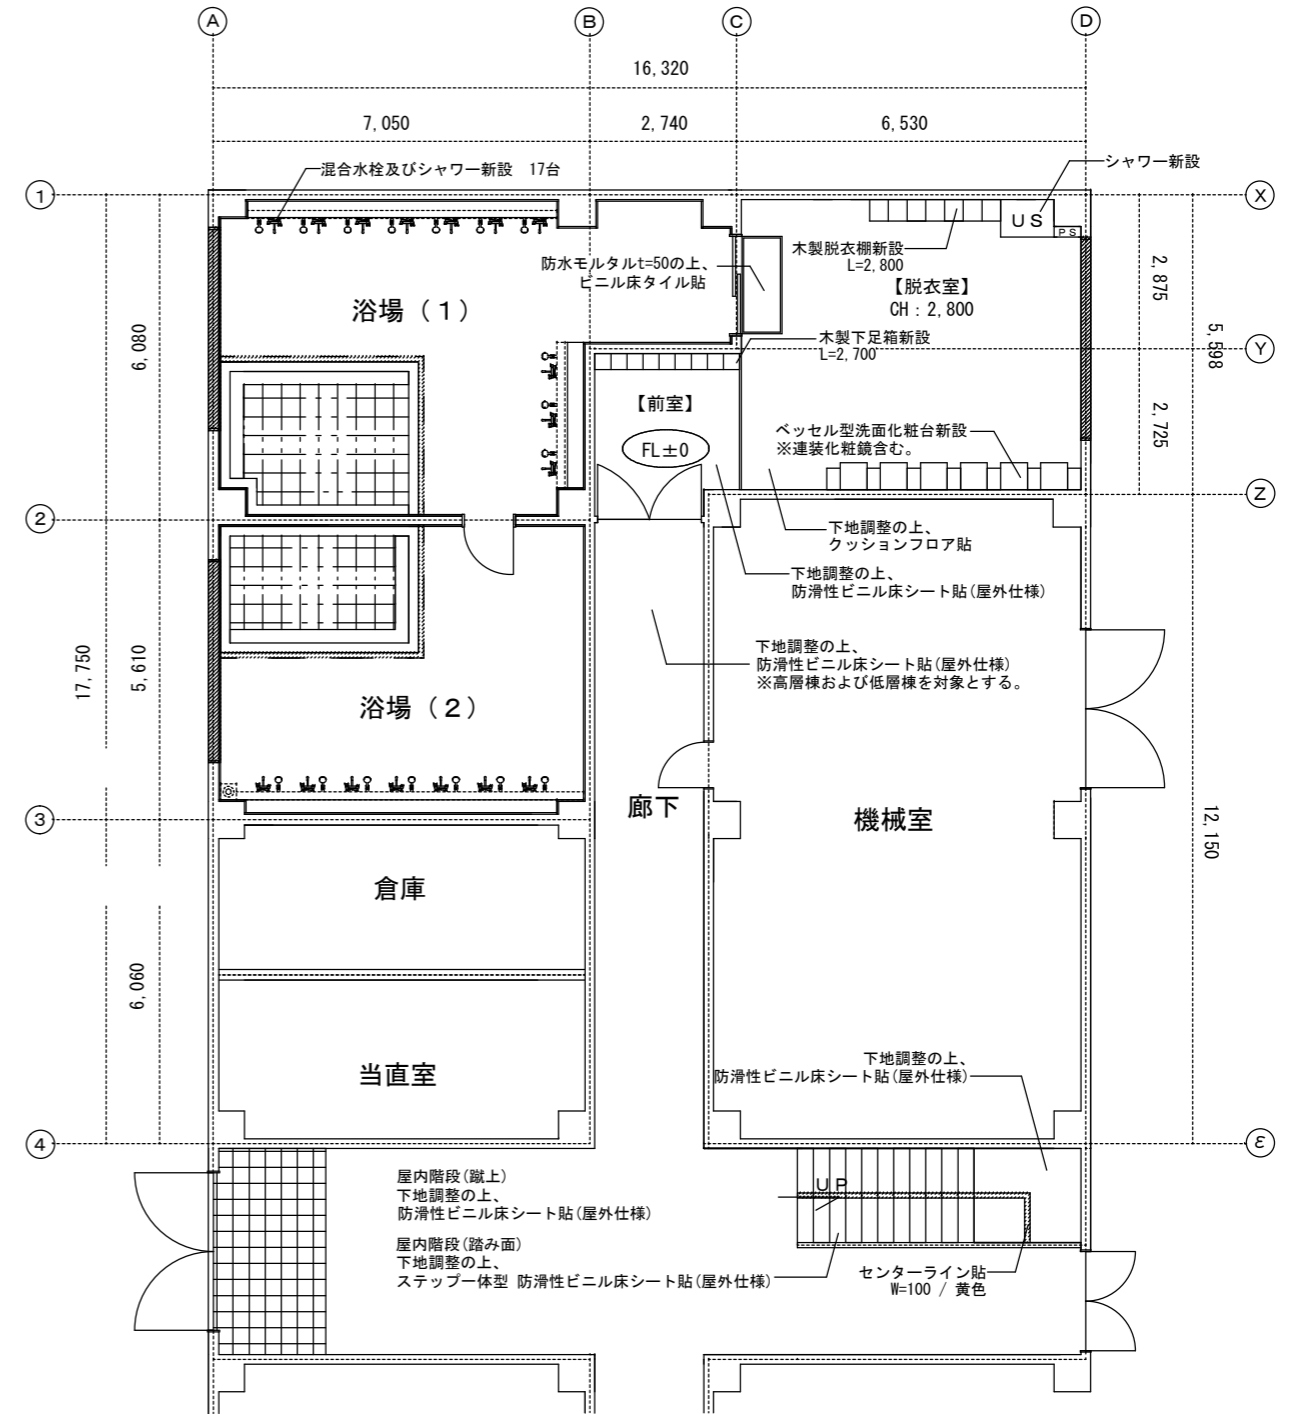 A
B
C
D
16,320
7,050
2,740
6,530
混合水栓及びシャワー新設　17台
シャワー新設
1
X
US
PS
木製脱衣棚新設
L=2,800
防水モルタルt=50の上、
ビニル床タイル貼
【脱衣室】
CH：2,800
浴場（１）
2,875
5,598
6,080
木製下足箱新設
L=2,700
Y
【前室】
FL±0
ベッセル型洗面化粧台新設
※連装化粧鏡含む。
2,725
Z
2
下地調整の上、
クッションフロア貼
下地調整の上、
防滑性ビニル床シート貼(屋外仕様)
下地調整の上、
防滑性ビニル床シート貼(屋外仕様)
※高層棟および低層棟を対象とする。
17,750
5,610
浴場（２）
3
廊下
機械室
12,150
倉庫
6,060
当直室
下地調整の上、
防滑性ビニル床シート貼(屋外仕様)
4
ε
屋内階段(蹴上)
下地調整の上、
防滑性ビニル床シート貼(屋外仕様)
UP
屋内階段(踏み面)
下地調整の上、
ステップ一体型 防滑性ビニル床シート貼(屋外仕様)
センターライン貼
W=100 / 黄色